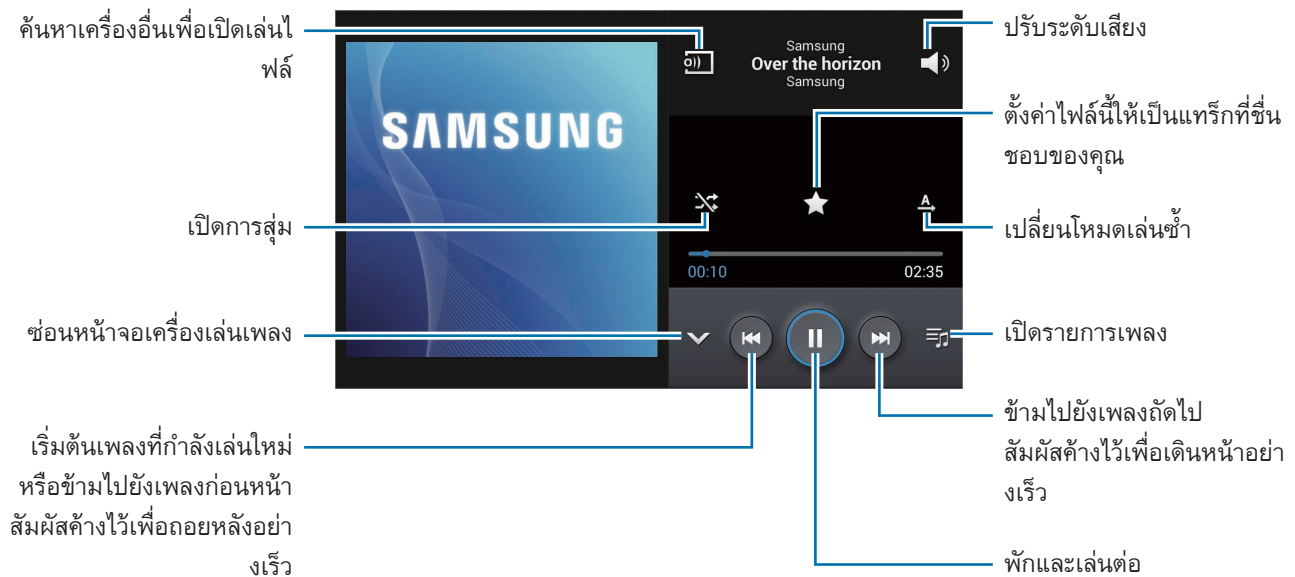 ค้นหาเครื่องอื่นเพื่อเปิดเล่นไ
ฟล์
เปิดการสุ่ม
ซ่อนหน้าจอเครื่องเล่นเพลง
เริ่มต้นเพลงที่กำลังเล่นใหม่
หรือข้ามไปยังเพลงก่อนหน้า
สัมผัสค้างไว้เพื่อถอยหลังอย่า
งเร็ว
SAMSUNG
Samsung
Over the horizon
Samsung
A
00:10
02:35
ปรับระดับเสียง
ตั้งค่าไฟล์นี้ให้เป็นแทร็กที่ชื่น
ชอบของคุณ
เปลี่ยนโหมดเล่นซ้ำ
เปิดรายการเพลง
ข้ามไปยังเพลงถัดไป
สัมผัสค้างไว้เพื่อเดินหน้าอย่า
งเร็ว
พักและเล่นต่อ